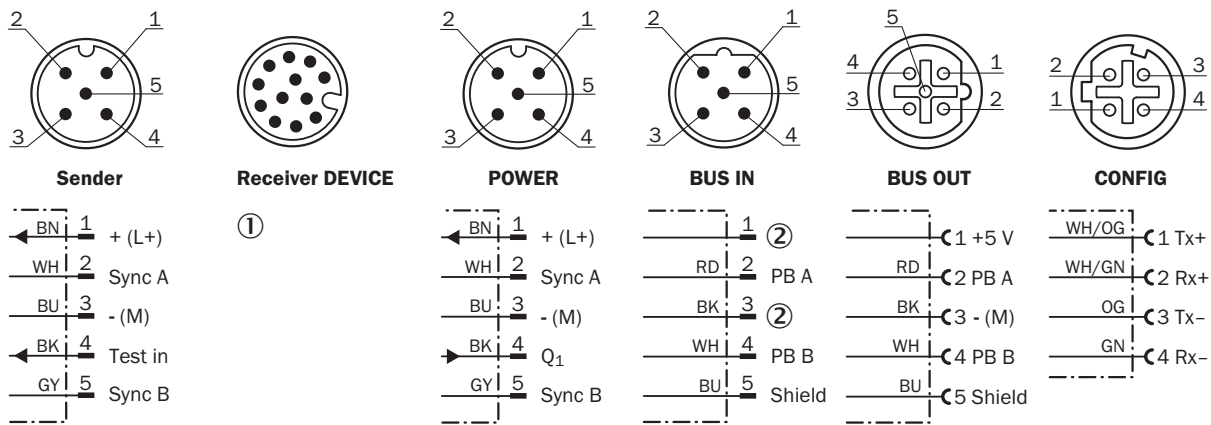 2 1
5
3 4
Sender
BN 1 + (L+)
WH 2 Sync A
BU 3 - (M)
BK 4 Test in
GY 5 Sync B
Receiver DEVICE
①
2 1
5
3 4
POWER
BN 1 + (L+)
WH 2 Sync A
BU 3 - (M)
BK 4 Q₁
GY 5 Sync B
2 1
5
3 4
BUS IN
1 ②
RD 2 PB A
BK 3 ②
WH 4 PB B
BU 5 Shield
5
4 1
3 2
BUS OUT
1 +5 V
RD 2 PB A
BK 3 - (M)
WH 4 PB B
BU 5 Shield
2 3
1 4
CONFIG
WH/OG 1 Tx+
WH/GN 2 Rx+
OG 3 Tx–
GN 4 Rx–